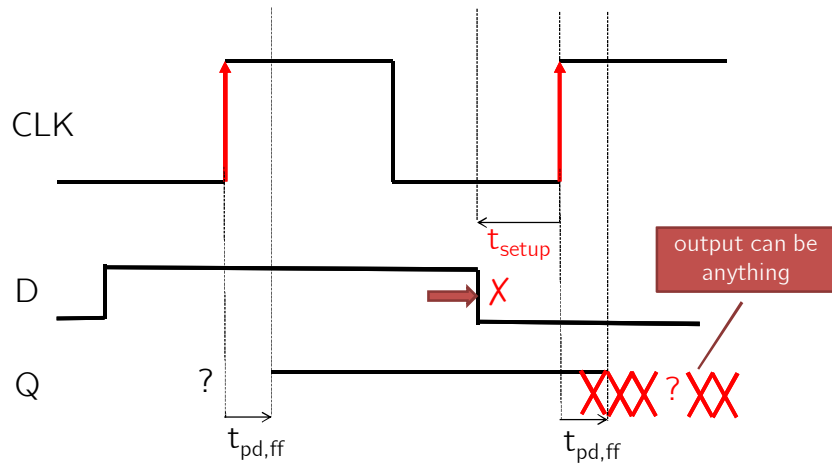 CLK
t_setup
output can be
anything
D
X
Q
?
?
t_pd,ff
t_pd,ff